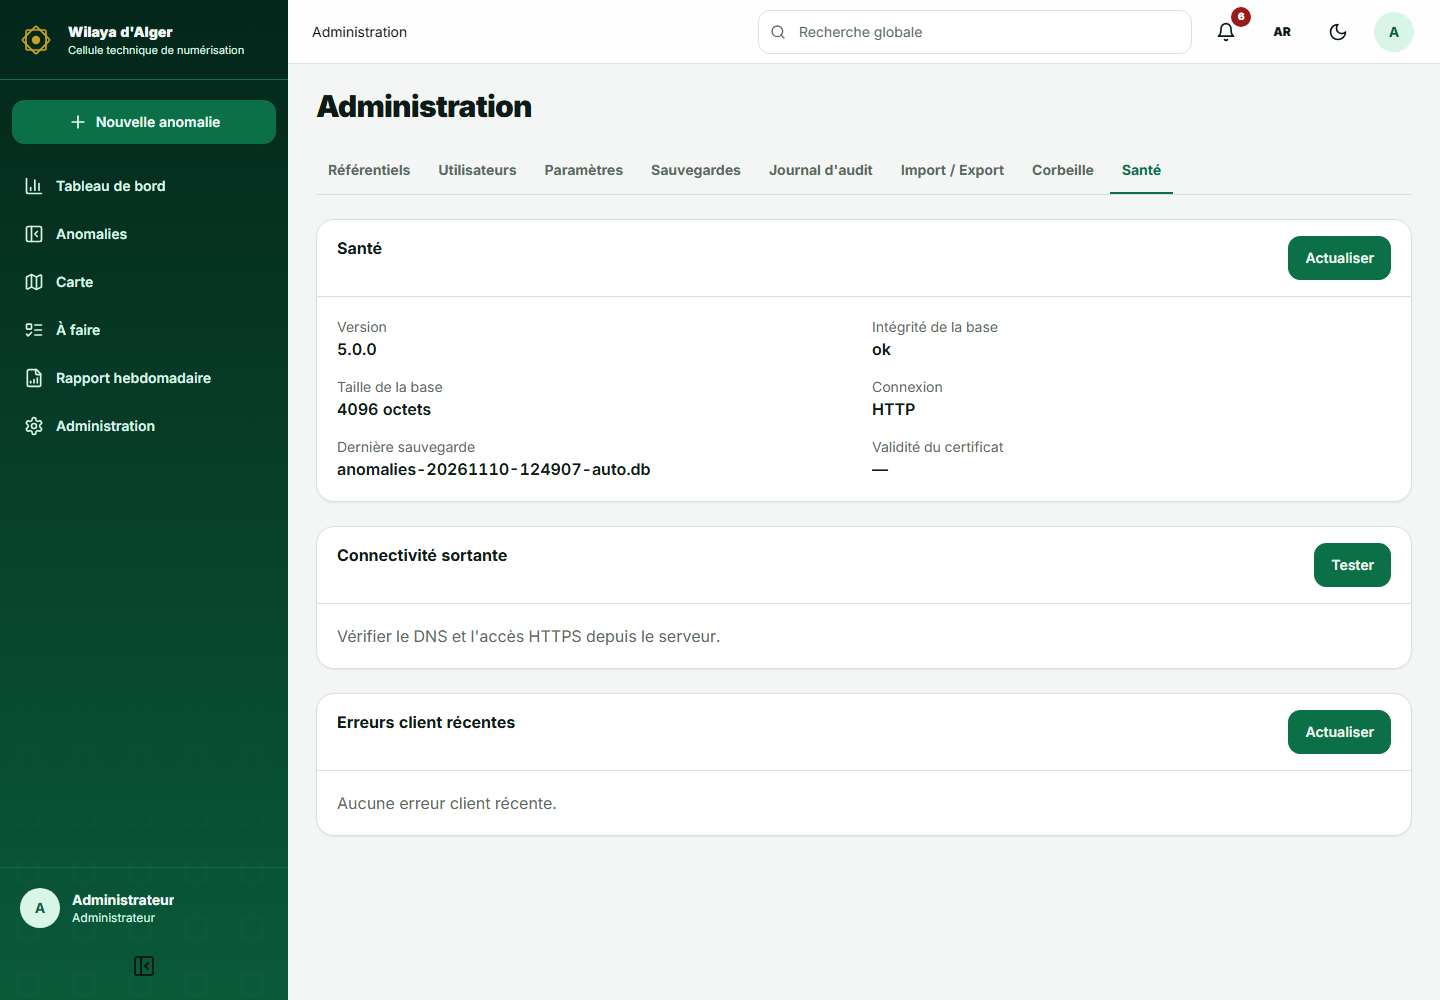 Wilaya d'Alger
Cellule technique de numérisation
Administration
Recherche globale
6
AR
A
Nouvelle anomalie
Tableau de bord
Anomalies
Carte
À faire
Rapport hebdomadaire
Administration
Administration
Référentiels Utilisateurs Paramètres Sauvegardes Journal d'audit Import / Export Corbeille Santé
Santé
Actualiser
Version
5.0.0
Intégrité de la base
ok
Taille de la base
4096 octets
Connexion
HTTP
Dernière sauvegarde
anomalies-20261110-124907-auto.db
Validité du certificat
—
Connectivité sortante
Tester
Vérifier le DNS et l'accès HTTPS depuis le serveur.
Erreurs client récentes
Actualiser
Aucune erreur client récente.
A
Administrateur
Administrateur